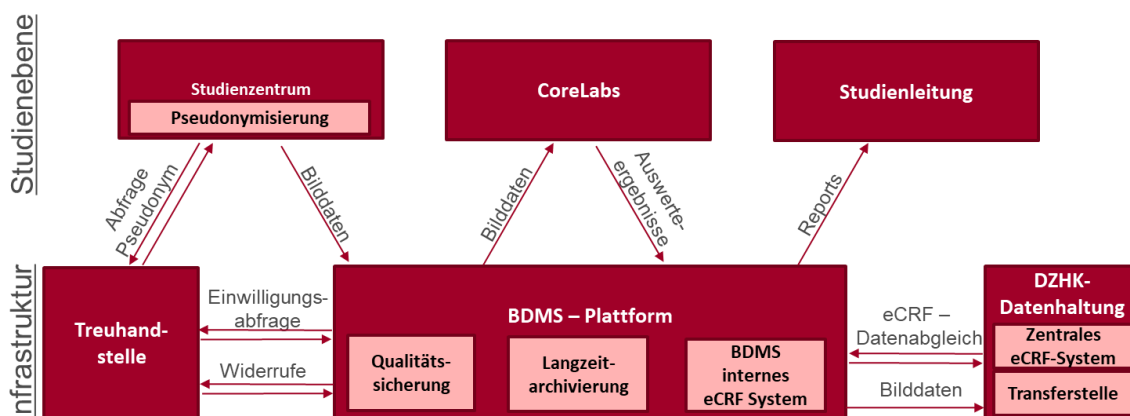 Studienebene
Studienzentrum
Pseudonymisierung
CoreLabs
Studienleitung
Abfrage
Pseudonym
Bilddaten
Bilddaten
Auswerte-
ergebnisse
Reports
nfrastruktur
Treuhand-
stelle
Einwilligungs-
abfrage
Widerrufe
BDMS – Plattform
Qualitäts-
sicherung
Langzeit-
archivierung
BDMS
internes
eCRF System
eCRF –
Datenabgleich
Bilddaten
DZHK-
Datenhaltung
Zentrales
eCRF-System
Transferstelle